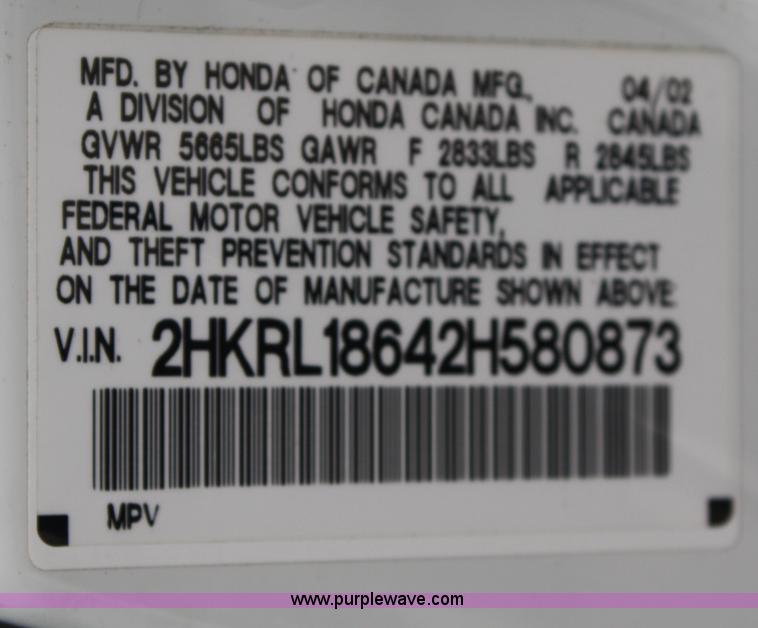 MFD. BY HONDA OF CANADA MFG., 04/02
A DIVISION OF HONDA CANADA INC. CANADA
GVWR 5665LBS GAWR F 2833LBS R 2845LBS
THIS VEHICLE CONFORMS TO ALL APPLICABLE
FEDERAL MOTOR VEHICLE SAFETY,
AND THEFT PREVENTION STANDARDS IN EFFECT
ON THE DATE OF MANUFACTURE SHOWN ABOVE.
V.I.N. 2HKRL18642H580873
MPV
www.purplewave.com